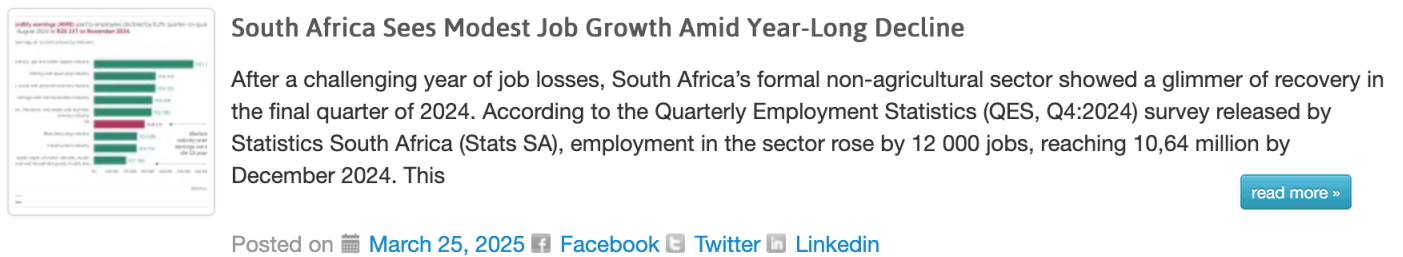 South Africa Sees Modest Job Growth Amid Year-Long Decline
After a challenging year of job losses, South Africa’s formal non-agricultural sector showed a glimmer of recovery in
the final quarter of 2024. According to the Quarterly Employment Statistics (QES, Q4:2024) survey released by
Statistics South Africa (Stats SA), employment in the sector rose by 12 000 jobs, reaching 10,64 million by
December 2024. This
read more »
Posted on March 25, 2025 Facebook Twitter Linkedin